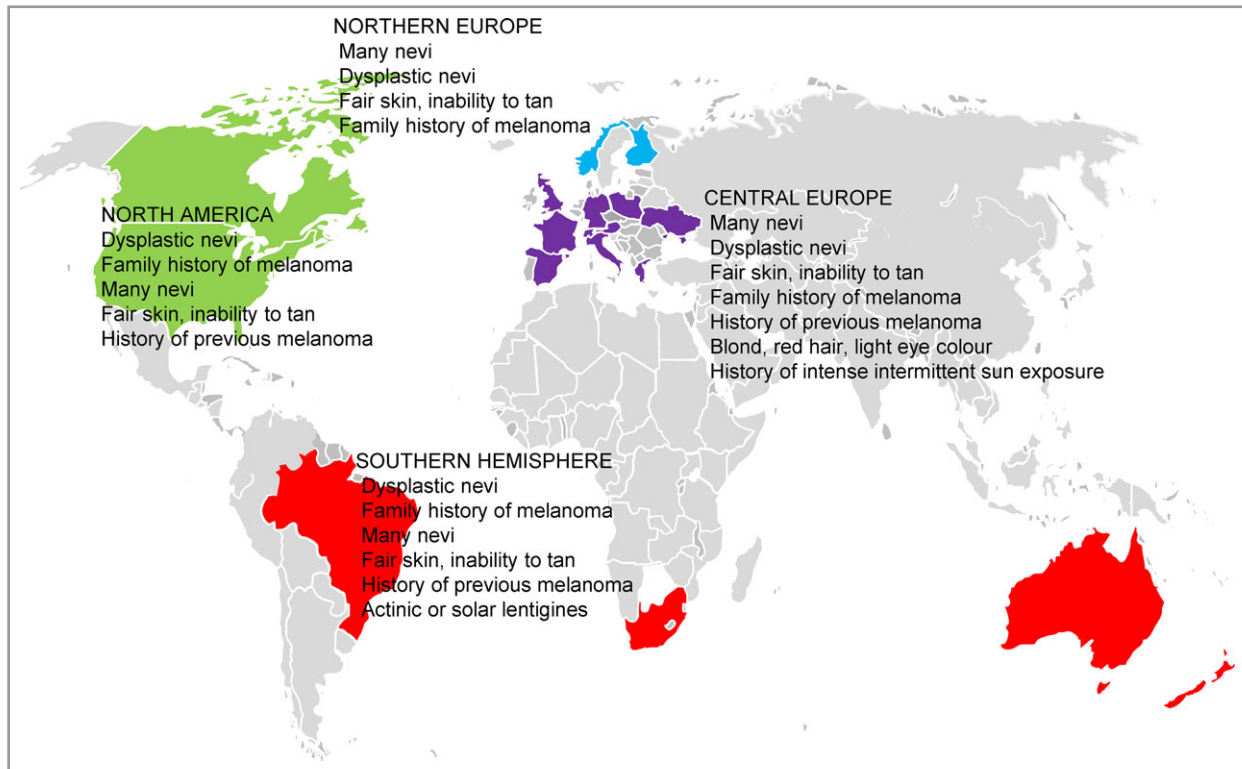 NORTHERN EUROPE
Many nevi
Dysplastic nevi
Fair skin, inability to tan
Family history of melanoma
NORTH AMERICA
Dysplastic nevi
Family history of melanoma
Many nevi
Fair skin, inability to tan
History of previous melanoma
CENTRAL EUROPE
Many nevi
Dysplastic nevi
Fair skin, inability to tan
Family history of melanoma
History of previous melanoma
Blond, red hair, light eye colour
History of intense intermittent sun exposure
SOUTHERN HEMISPHERE
Dysplastic nevi
Family history of melanoma
Many nevi
Fair skin, inability to tan
History of previous melanoma
Actinic or solar lentigines